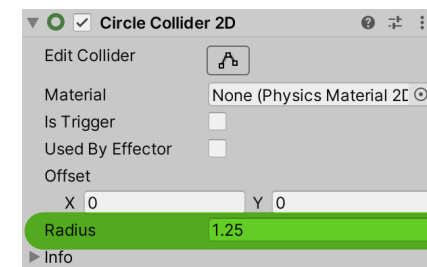 Circle Collider 2D
Edit Collider
Material None (Physics Material 2D
Is Trigger
Used By Effector
Offset
X 0 Y 0
Radius 1.25
Info